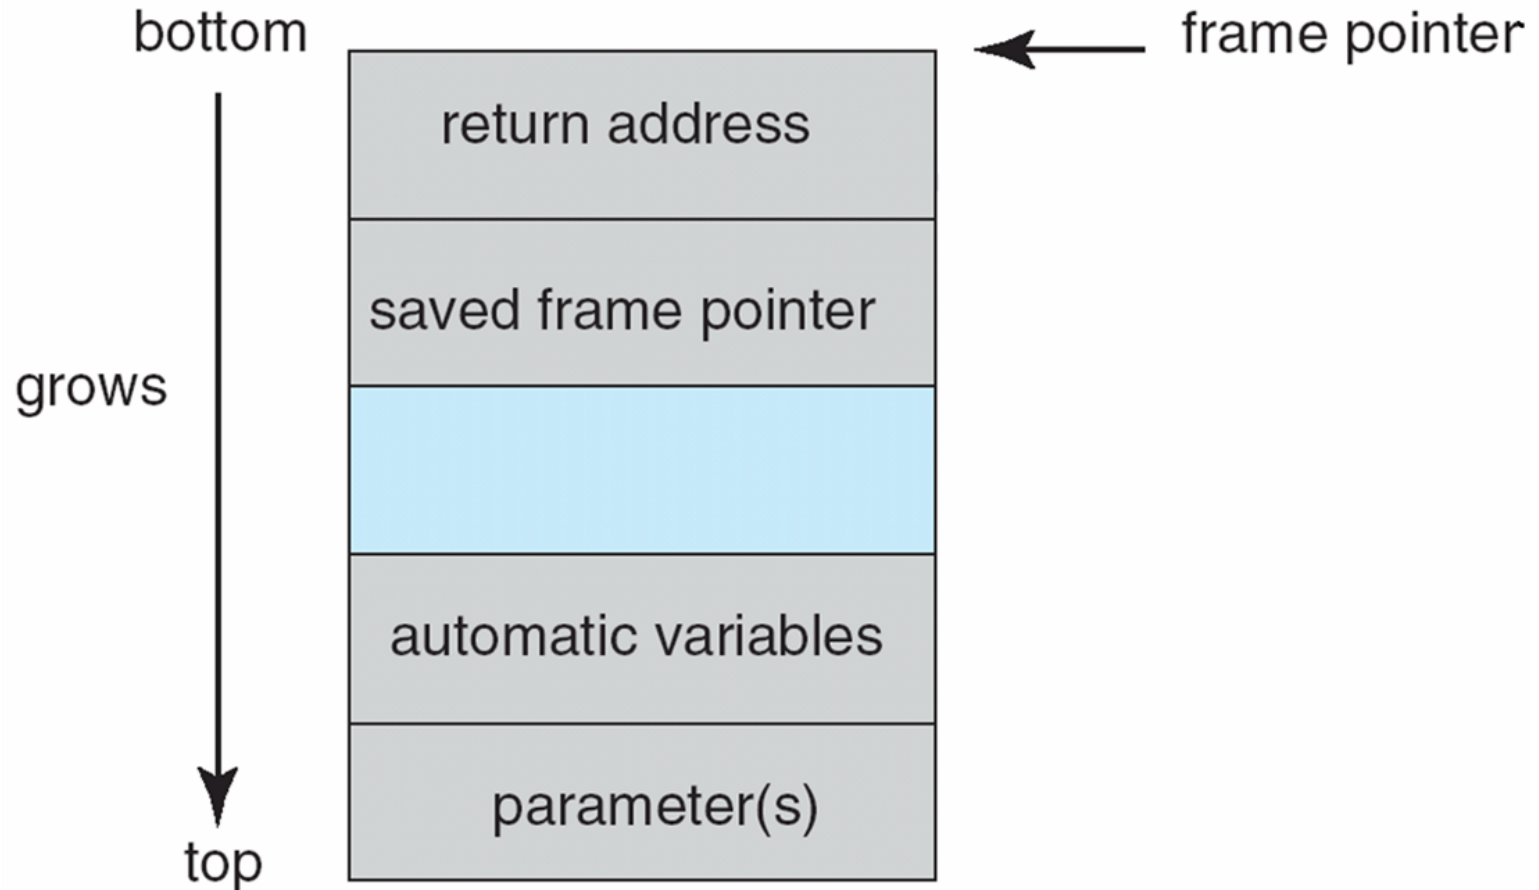 bottom
frame pointer
return address
saved frame pointer
grows
automatic variables
parameter(s)
top